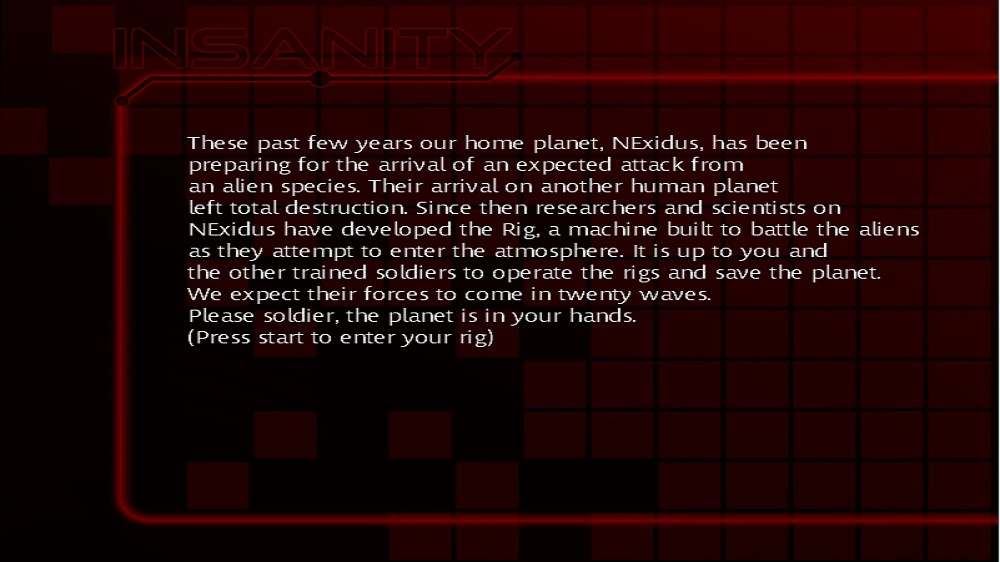 INSANITY
These past few years our home planet, NExidus, has been
preparing for the arrival of an expected attack from
an alien species. Their arrival on another human planet
left total destruction. Since then researchers and scientists on
NExidus have developed the Rig, a machine built to battle the aliens
as they attempt to enter the atmosphere. It is up to you and
the other trained soldiers to operate the rigs and save the planet.
We expect their forces to come in twenty waves.
Please soldier, the planet is in your hands.
(Press start to enter your rig)